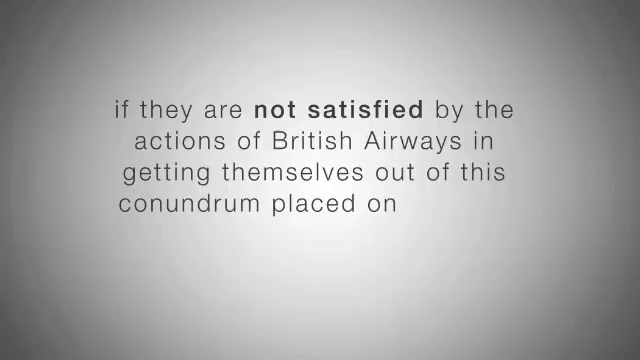 if they are not satisfied by the
actions of British Airways in
getting themselves out of this
conundrum placed on